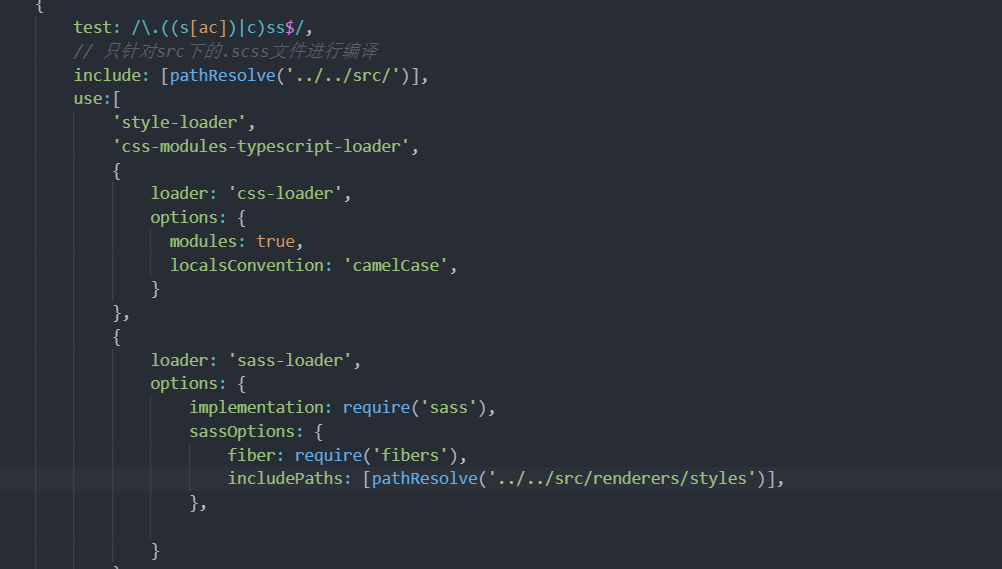 {
test: /\.((s[ac])|c)ss$/,
// 只针对src下的.scss文件进行编译
include: [pathResolve('../../src/')],
use:[
'style-loader',
'css-modules-typescript-loader',
{
loader: 'css-loader',
options: {
modules: true,
localsConvention: 'camelCase',
}
},
{
loader: 'sass-loader',
options: {
implementation: require('sass'),
sassOptions: {
fiber: require('fibers'),
includePaths: [pathResolve('../../src/renderers/styles')],
},
}